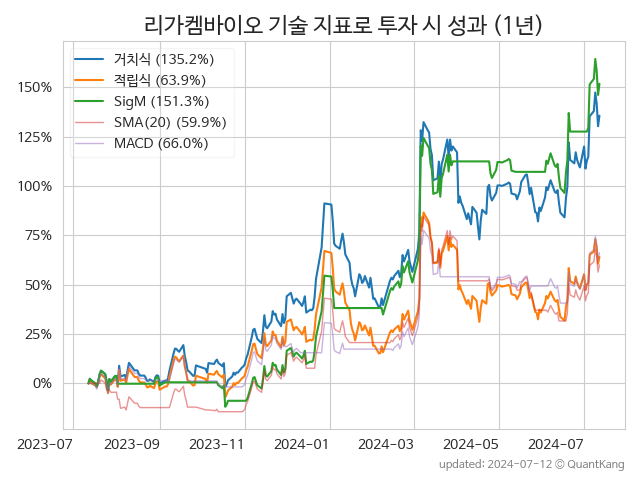 리가켐바이오 기술 지표로 투자 시 성과 (1년)
거치식 (135.2%)
적립식 (63.9%)
SigM (151.3%)
SMA(20) (59.9%)
MACD (66.0%)
150%
125%
100%
75%
50%
25%
0%
2023-07 2023-09 2023-11 2024-01 2024-03 2024-05 2024-07
updated: 2024-07-12 © QuantKang